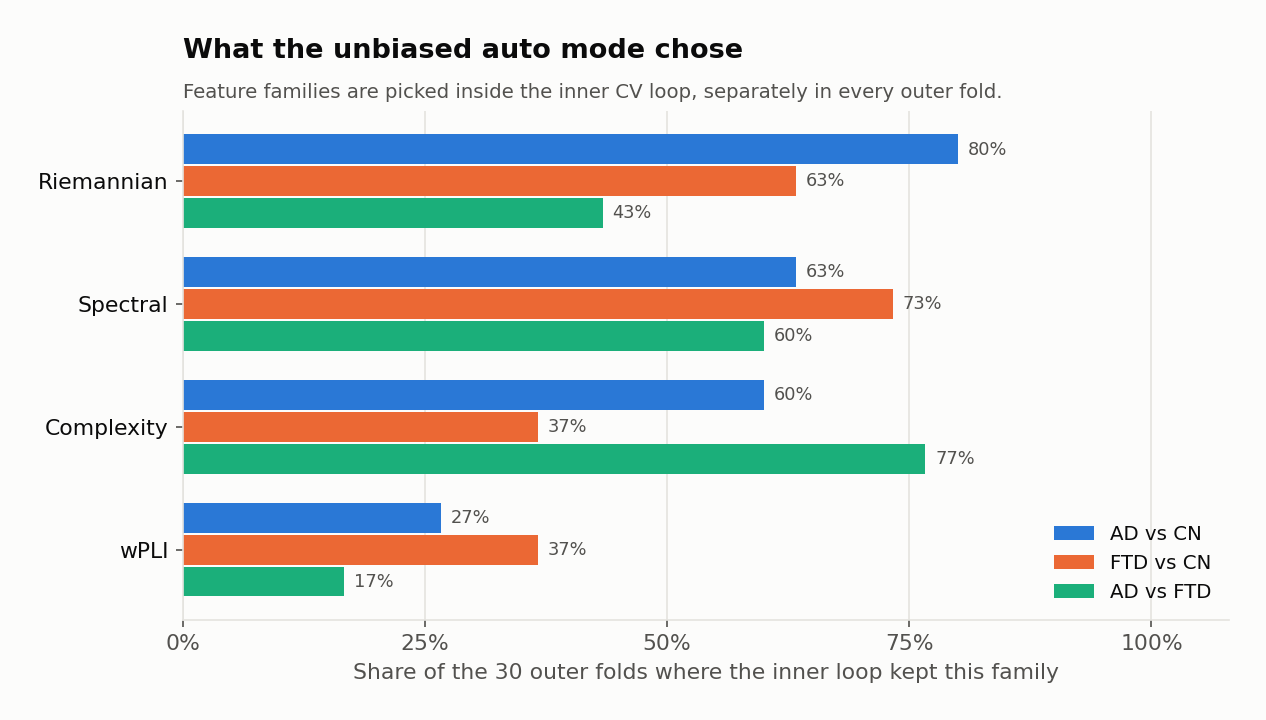 What the unbiased auto mode chose
Feature families are picked inside the inner CV loop, separately in every outer fold.
Riemannian
80%
63%
43%
Spectral
63%
73%
60%
Complexity
60%
37%
77%
wPLI
27%
37%
17%
AD vs CN
FTD vs CN
AD vs FTD
0% 25% 50% 75% 100%
Share of the 30 outer folds where the inner loop kept this family